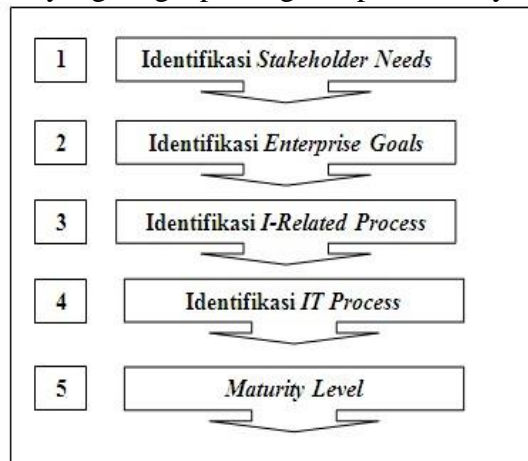 1 Identifikasi Stakeholder Needs
2 Identifikasi Enterprise Goals
3 Identifikasi I-Related Process
4 Identifikasi IT Process
5 Maturity Level